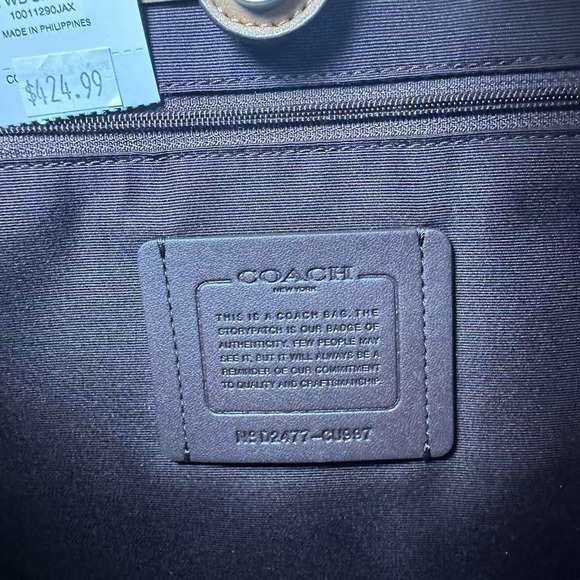 10011290JAX
MADE IN PHILIPPINES
$424.99
COACH
NEW YORK
THIS IS A COACH BAG. THE
STORYPATCH IS OUR BADGE OF
AUTHENTICITY. FEW PEOPLE MAY
SEE IT, BUT IT WILL ALWAYS BE A
REMINDER OF OUR COMMITMENT
TO QUALITY AND CRAFTSMANSHIP.
Nº D2477-CU997